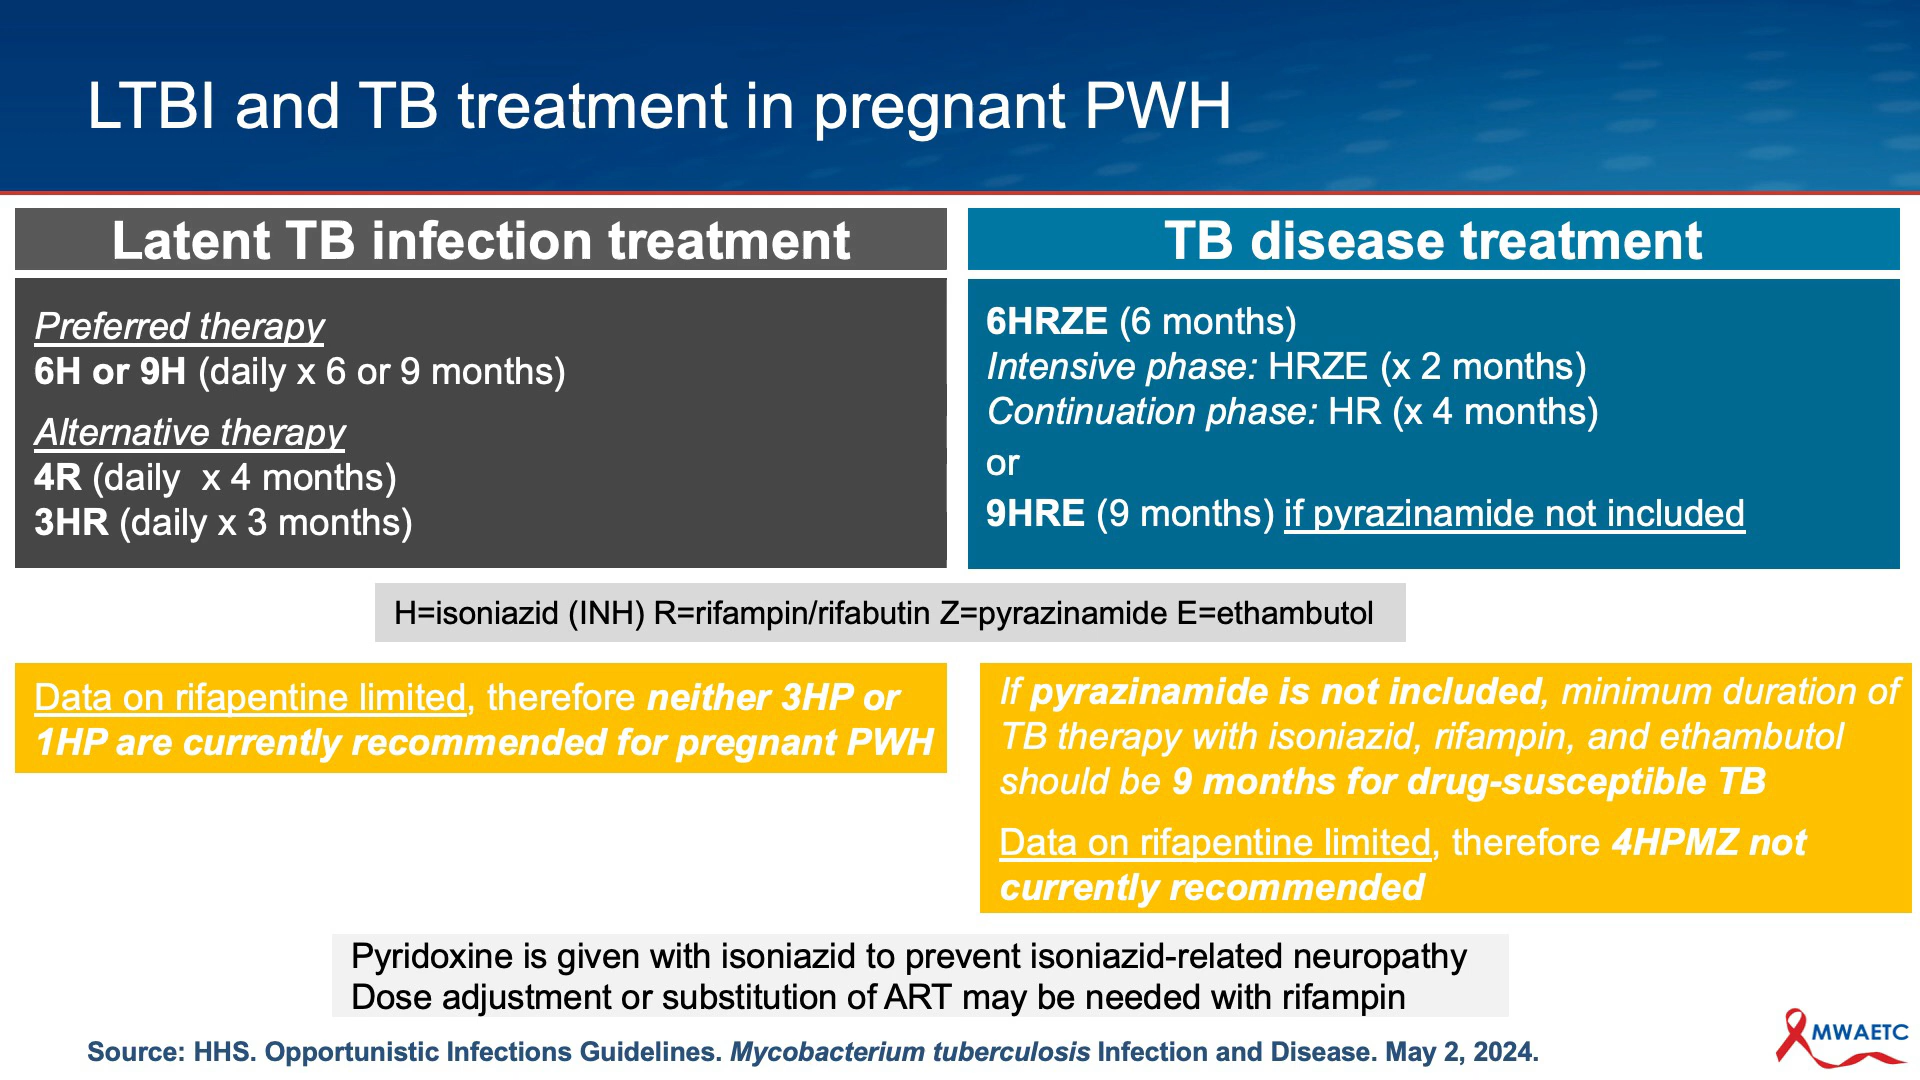 LTBI and TB treatment in pregnant PWH
Latent TB infection treatment
Preferred therapy
6H or 9H (daily x 6 or 9 months)
Alternative therapy
4R (daily  x 4 months)
3HR (daily x 3 months)
TB disease treatment
6HRZE (6 months)
Intensive phase: HRZE (x 2 months)
Continuation phase: HR (x 4 months)
or
9HRE (9 months) if pyrazinamide not included
H=isoniazid (INH) R=rifampin/rifabutin Z=pyrazinamide E=ethambutol
Data on rifapentine limited, therefore neither 3HP or
1HP are currently recommended for pregnant PWH
If pyrazinamide is not included, minimum duration of
TB therapy with isoniazid, rifampin, and ethambutol
should be 9 months for drug-susceptible TB
Data on rifapentine limited, therefore 4HPMZ not
currently recommended
Pyridoxine is given with isoniazid to prevent isoniazid-related neuropathy
Dose adjustment or substitution of ART may be needed with rifampin
Source: HHS. Opportunistic Infections Guidelines. Mycobacterium tuberculosis Infection and Disease. May 2, 2024.
MWAETC